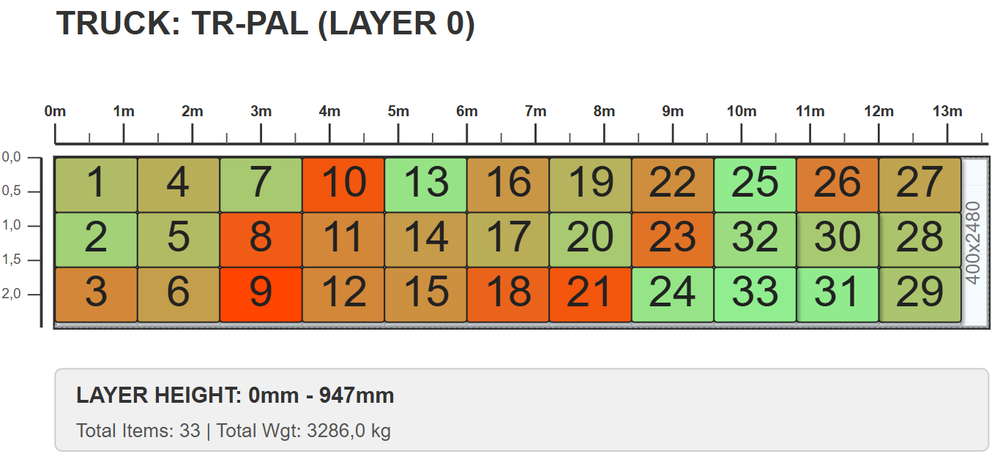 TRUCK: TR-PAL (LAYER 0)
0m 1m 2m 3m 4m 5m 6m 7m 8m 9m 10m 11m 12m 13m
0,0
0,5
1,0
1,5
2,0
1 4 7 10 13 16 19 22 25 26 27
2 5 8 11 14 17 20 23 32 30 28
3 6 9 12 15 18 21 24 33 31 29
400x2480
LAYER HEIGHT: 0mm - 947mm
Total Items: 33 | Total Wgt: 3286,0 kg